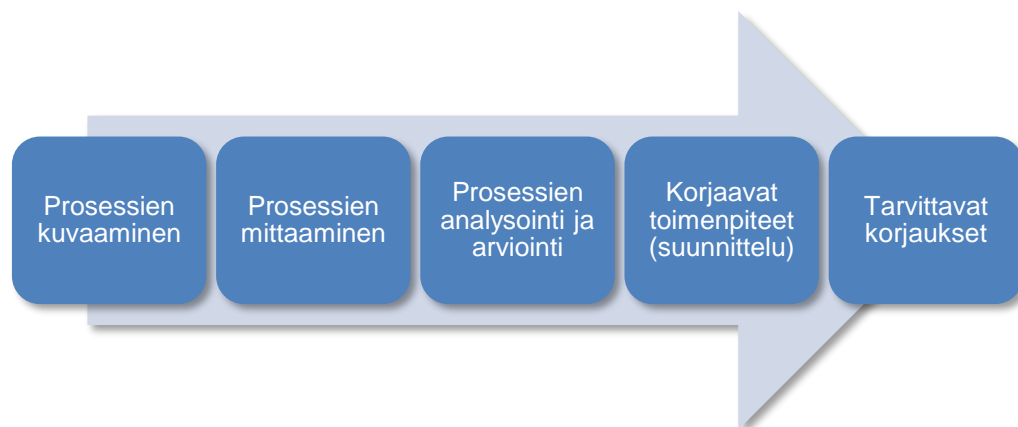 Prosessien
kuvaaminen
Prosessien
mittaaminen
Prosessien
analysointi ja
arviointi
Korjaavat
toimenpiteet
(suunnittelu)
Tarvittavat
korjaukset